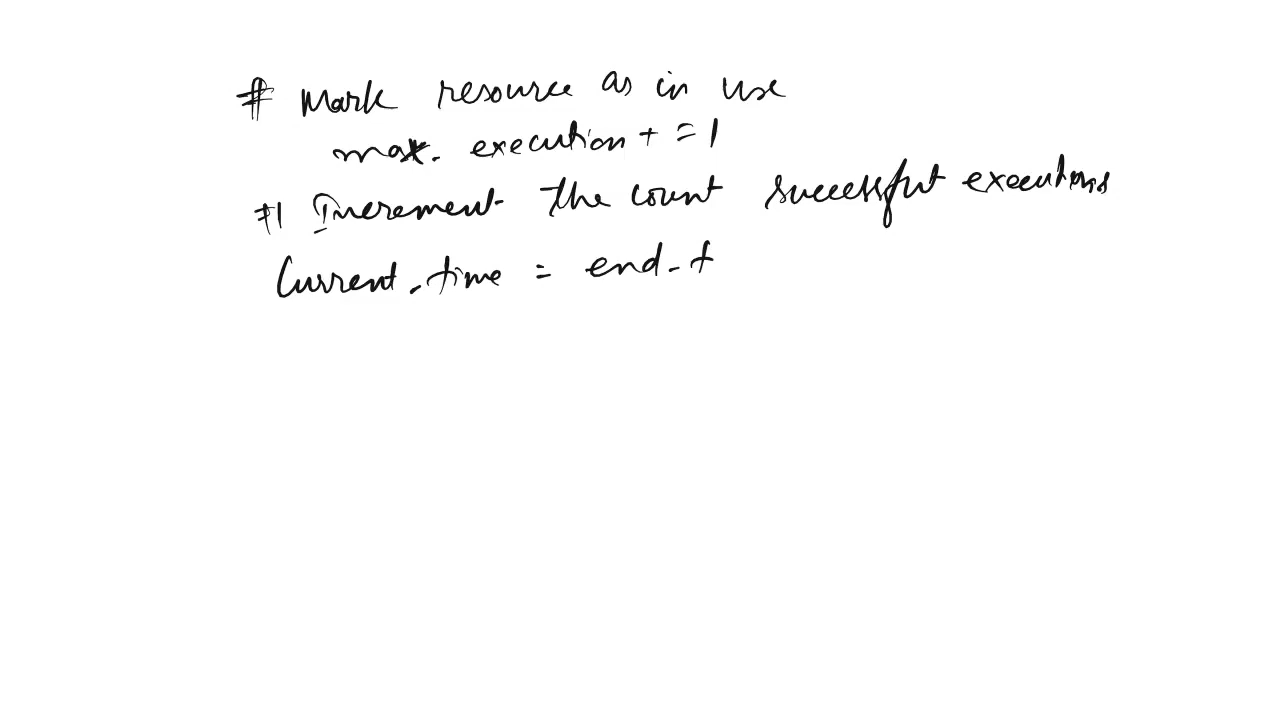 # Mark resource as in use
max_execution + = 1
# Increment the count successful executions
Current_time = end_t